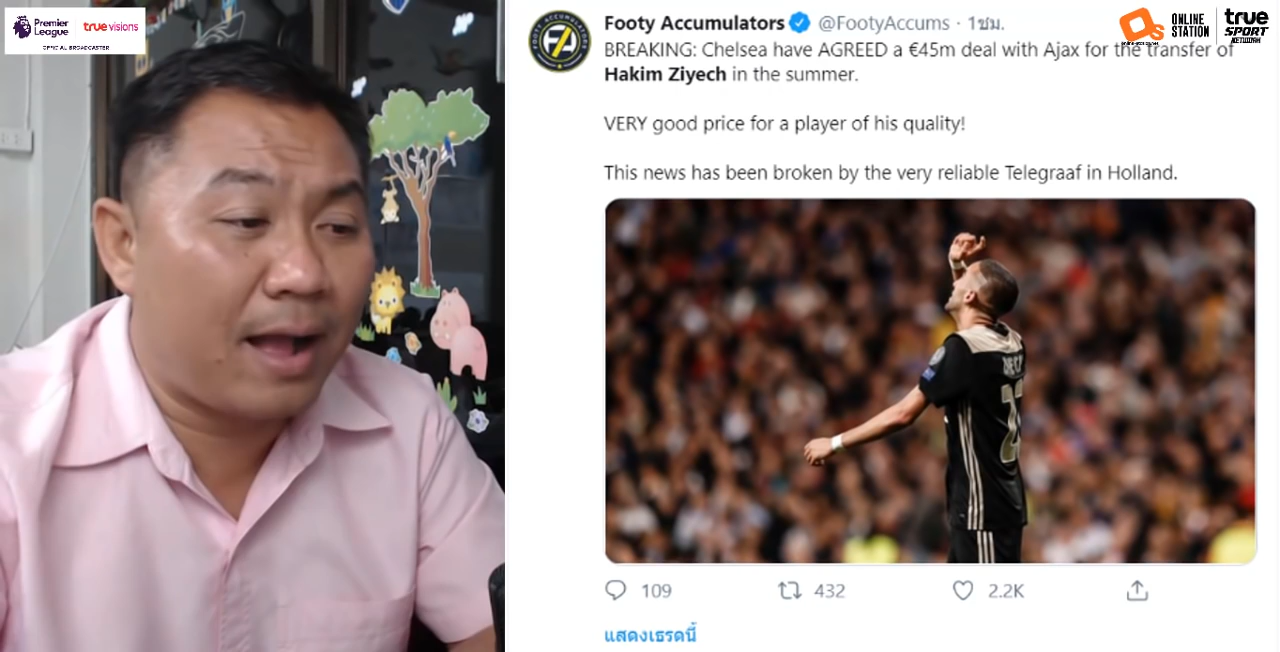 Premier League
true visions
OFFICIAL BROADCASTER
Footy Accumulators @FootyAccums · 1ชม.
ONLINE STATION
true SPORT
BREAKING: Chelsea have AGREED a €45m deal with Ajax for the transfer of
Hakim Ziyech in the summer.
VERY good price for a player of his quality!
This news has been broken by the very reliable Telegraaf in Holland.
109 432 2.2K
แสดงเธรดนี้